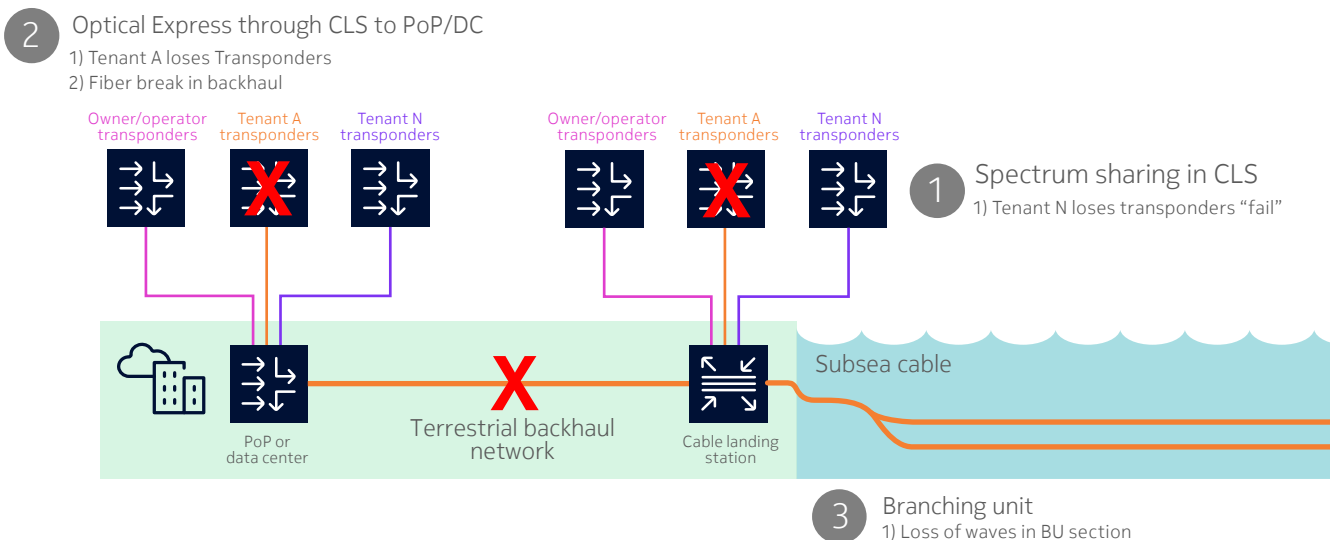 2
Optical Express through CLS to PoP/DC
1) Tenant A loses Transponders
2) Fiber break in backhaul
Owner/operator
transponders
Tenant A
transponders
Tenant N
transponders
Owner/operator
transponders
Tenant A
transponders
Tenant N
transponders
1
Spectrum sharing in CLS
1) Tenant N loses transponders “fail”
X
X
X
Subsea cable
PoP or
data center
Terrestrial backhaul
network
Cable landing
station
3
Branching unit
1) Loss of waves in BU section